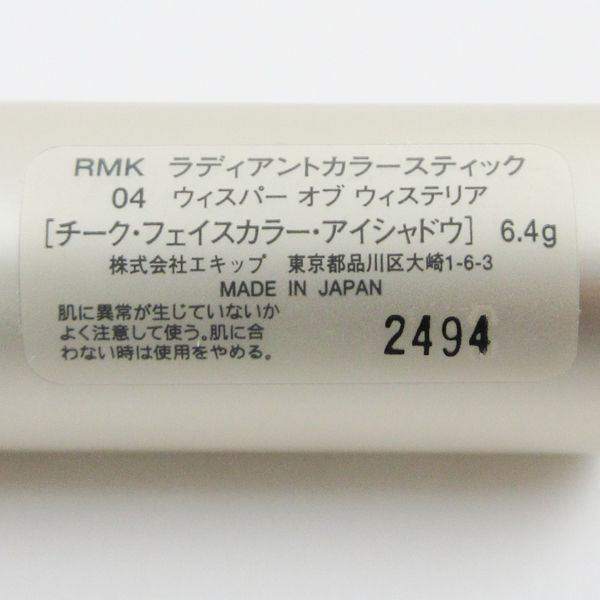 RMK ラディアントカラースティック
04 ウィスパー オブ ウィステリア
[チーク・フェイスカラー・アイシャドウ] 6.4g
株式会社エキップ 東京都品川区大崎1-6-3
MADE IN JAPAN
肌に異常が生じていないか
よく注意して使う。肌に合
わない時は使用をやめる。
2494